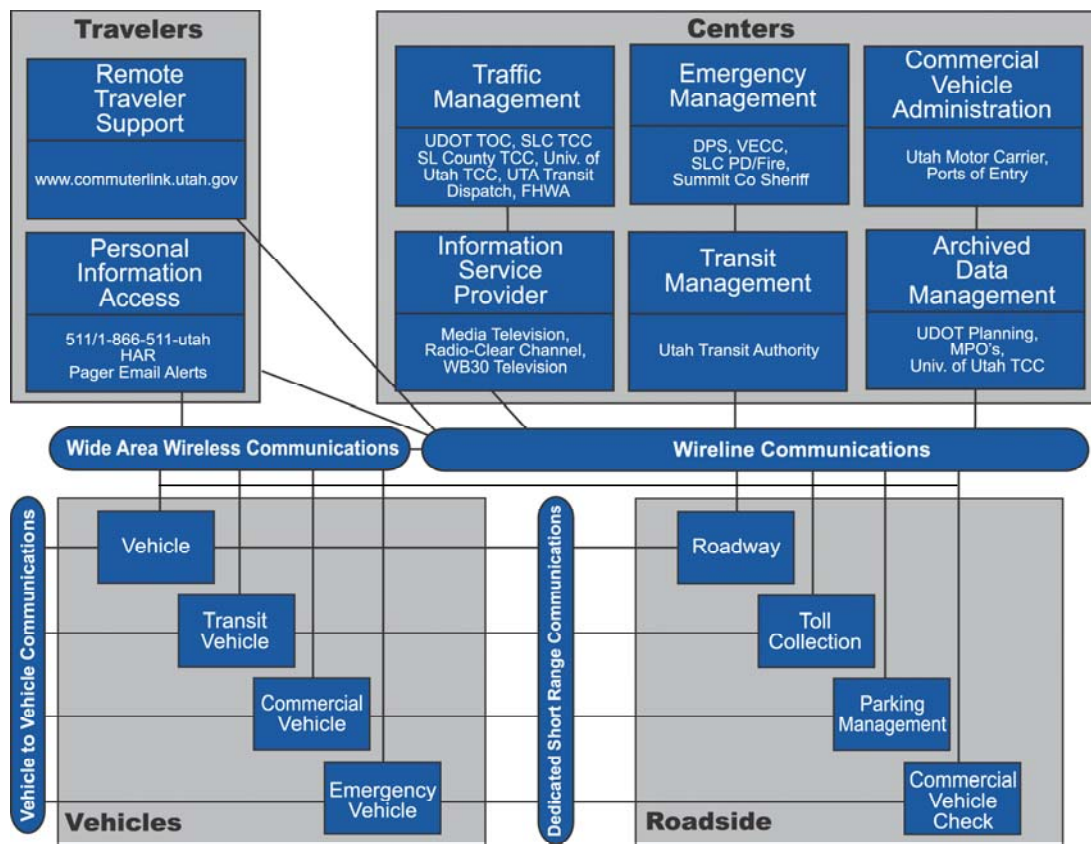 Travelers
Remote
Traveler
Support
www.commuterlink.utah.gov
Personal
Information
Access
511/1-866-511-utah
HAR
Pager Email Alerts
Centers
Traffic
Management
UDOT TOC, SLC TCC
SL County TCC, Univ. of
Utah TCC, UTA Transit
Dispatch, FHWA
Emergency
Management
DPS, VECC,
SLC PD/Fire,
Summit Co Sheriff
Commercial
Vehicle
Administration
Utah Motor Carrier,
Ports of Entry
Information
Service
Provider
Media Television,
Radio-Clear Channel,
WB30 Television
Transit
Management
Utah Transit Authority
Archived
Data
Management
UDOT Planning,
MPO's,
Univ. of Utah TCC
Wide Area Wireless Communications
Wireline Communications
Vehicle to Vehicle Communications
Vehicle
Transit
Vehicle
Commercial
Vehicle
Emergency
Vehicle
Vehicles
Dedicated Short Range Communications
Roadway
Toll
Collection
Parking
Management
Commercial
Vehicle
Check
Roadside